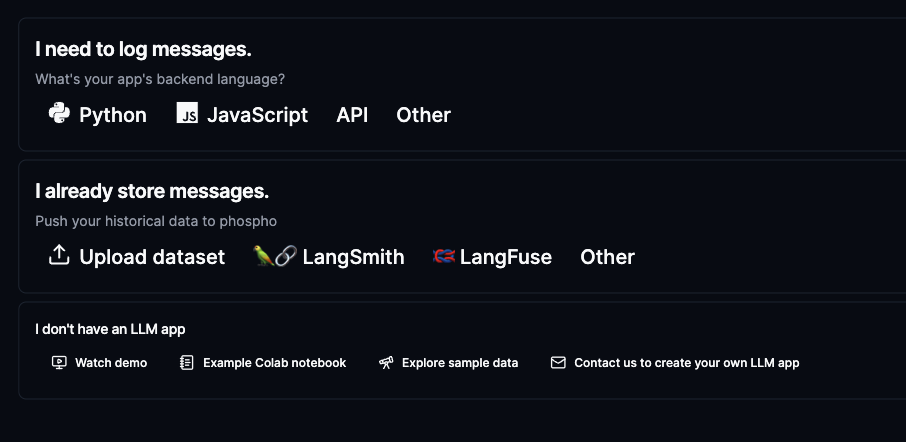 I need to log messages.
What's your app's backend language?
Python JS JavaScript API Other
I already store messages.
Push your historical data to phospho
Upload dataset LangSmith LangFuse Other
I don't have an LLM app
Watch demo Example Colab notebook Explore sample data Contact us to create your own LLM app